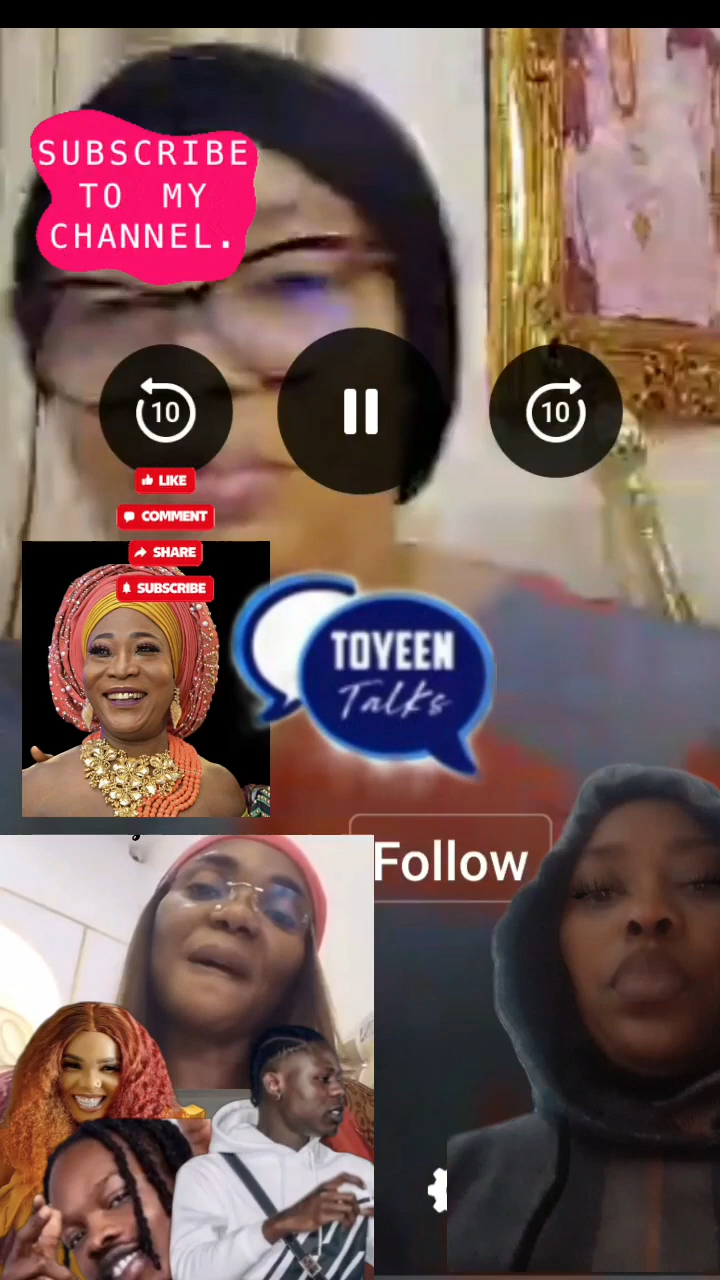 SUBSCRIBE
TO MY
CHANNEL.
10
10
LIKE
COMMENT
SHARE
SUBSCRIBE
TOYEEN
Talks
Follow